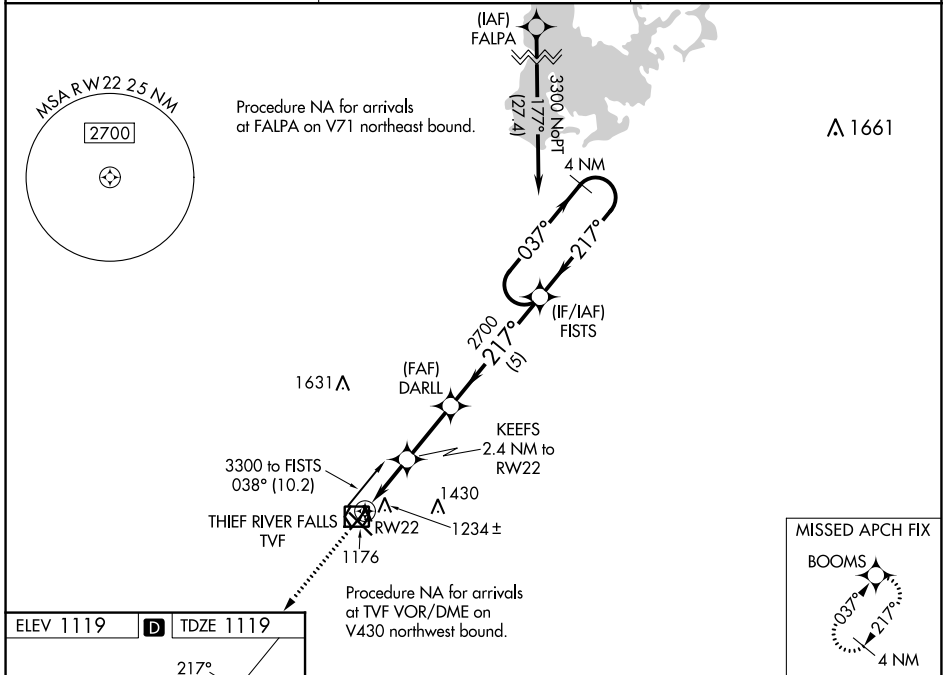 (IAF)
FALPA
MSA RW22 25 NM
2700
Procedure NA for arrivals
at FALPA on V71 northeast bound.
3300 NoPT
177°
(27.4)
1661
4 NM
037°
217°
(IF/IAF)
FISTS
2700
217°
(5)
(FAF)
DARLL
1631
KEEFS
2.4 NM to
RW22
3300 to FISTS
038° (10.2)
1430
THIEF RIVER FALLS
TVF
RW22
1234 ±
1176
MISSED APCH FIX
BOOMS
037°
217°
4 NM
Procedure NA for arrivals
at TVF VOR/DME on
V430 northwest bound.
ELEV 1119 D TDZE 1119
217°